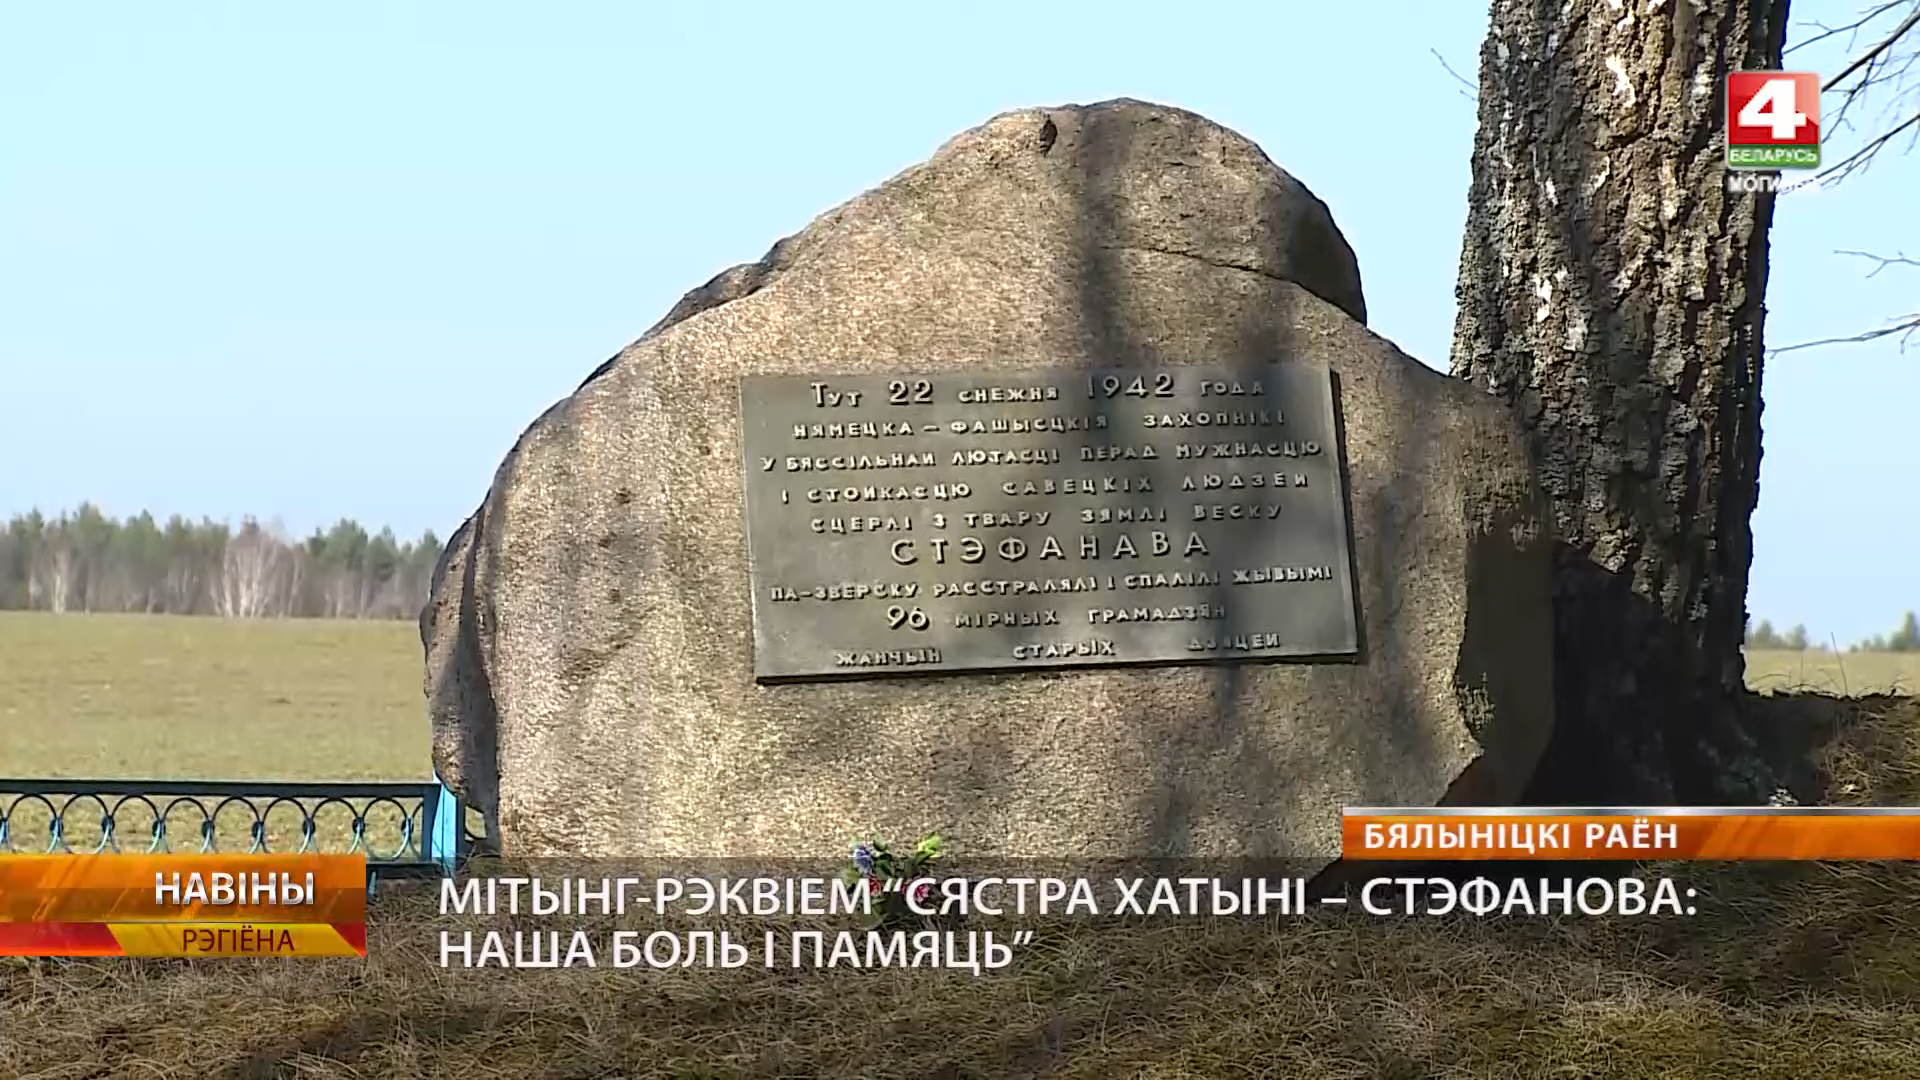 4
БЕЛАРУСЬ
Тут 22 снежня 1942 года
нямецка – фашысцкія захопнікі
у бяссільнай лютасці перад мужнасцю
і стойкасцю савецкіх людзей
сцерлі з твару зямлі веску
СТЭФАНАВА
па-зверску расстралялі і спалілі жывымі
96 мірных грамадзян
жанчын старых дзяцей
БЯЛЫНІЦКІ РАЁН
НАВІНЫ
РЭГІЁНА
МІТЫНГ-РЭКВІЕМ “СЯСТРА ХАТЫНІ – СТЭФАНОВА:
НАША БОЛЬ І ПАМЯЦЬ”